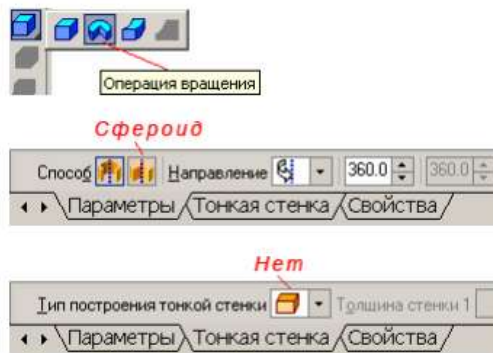 Операция вращения
Сфероид
Способ Направление 360.0 360.0
Параметры Тонкая стенка Свойства
Нет
Тип построения тонкой стенки Толщина стенки 1
Параметры Тонкая стенка Свойства